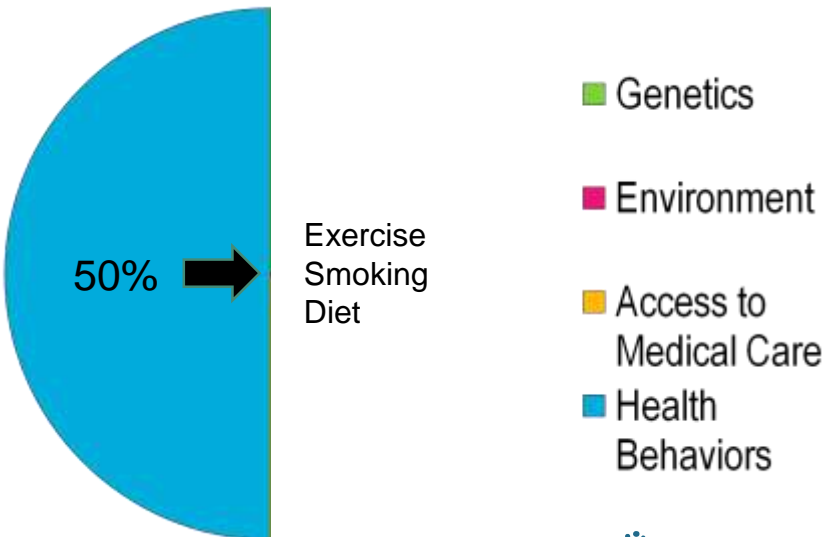 50%
Exercise
Smoking
Diet
Genetics
Environment
Access to
Medical Care
Health
Behaviors